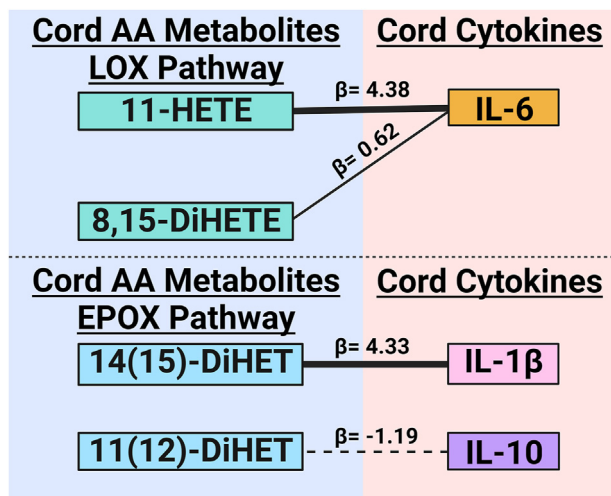 Cord AA Metabolites
LOX Pathway
Cord Cytokines
11-HETE
β= 4.38
IL-6
β= 0.62
8,15-DiHETE
Cord AA Metabolites
EPOX Pathway
Cord Cytokines
14(15)-DiHET
β= 4.33
IL-1β
11(12)-DiHET
β= -1.19
IL-10